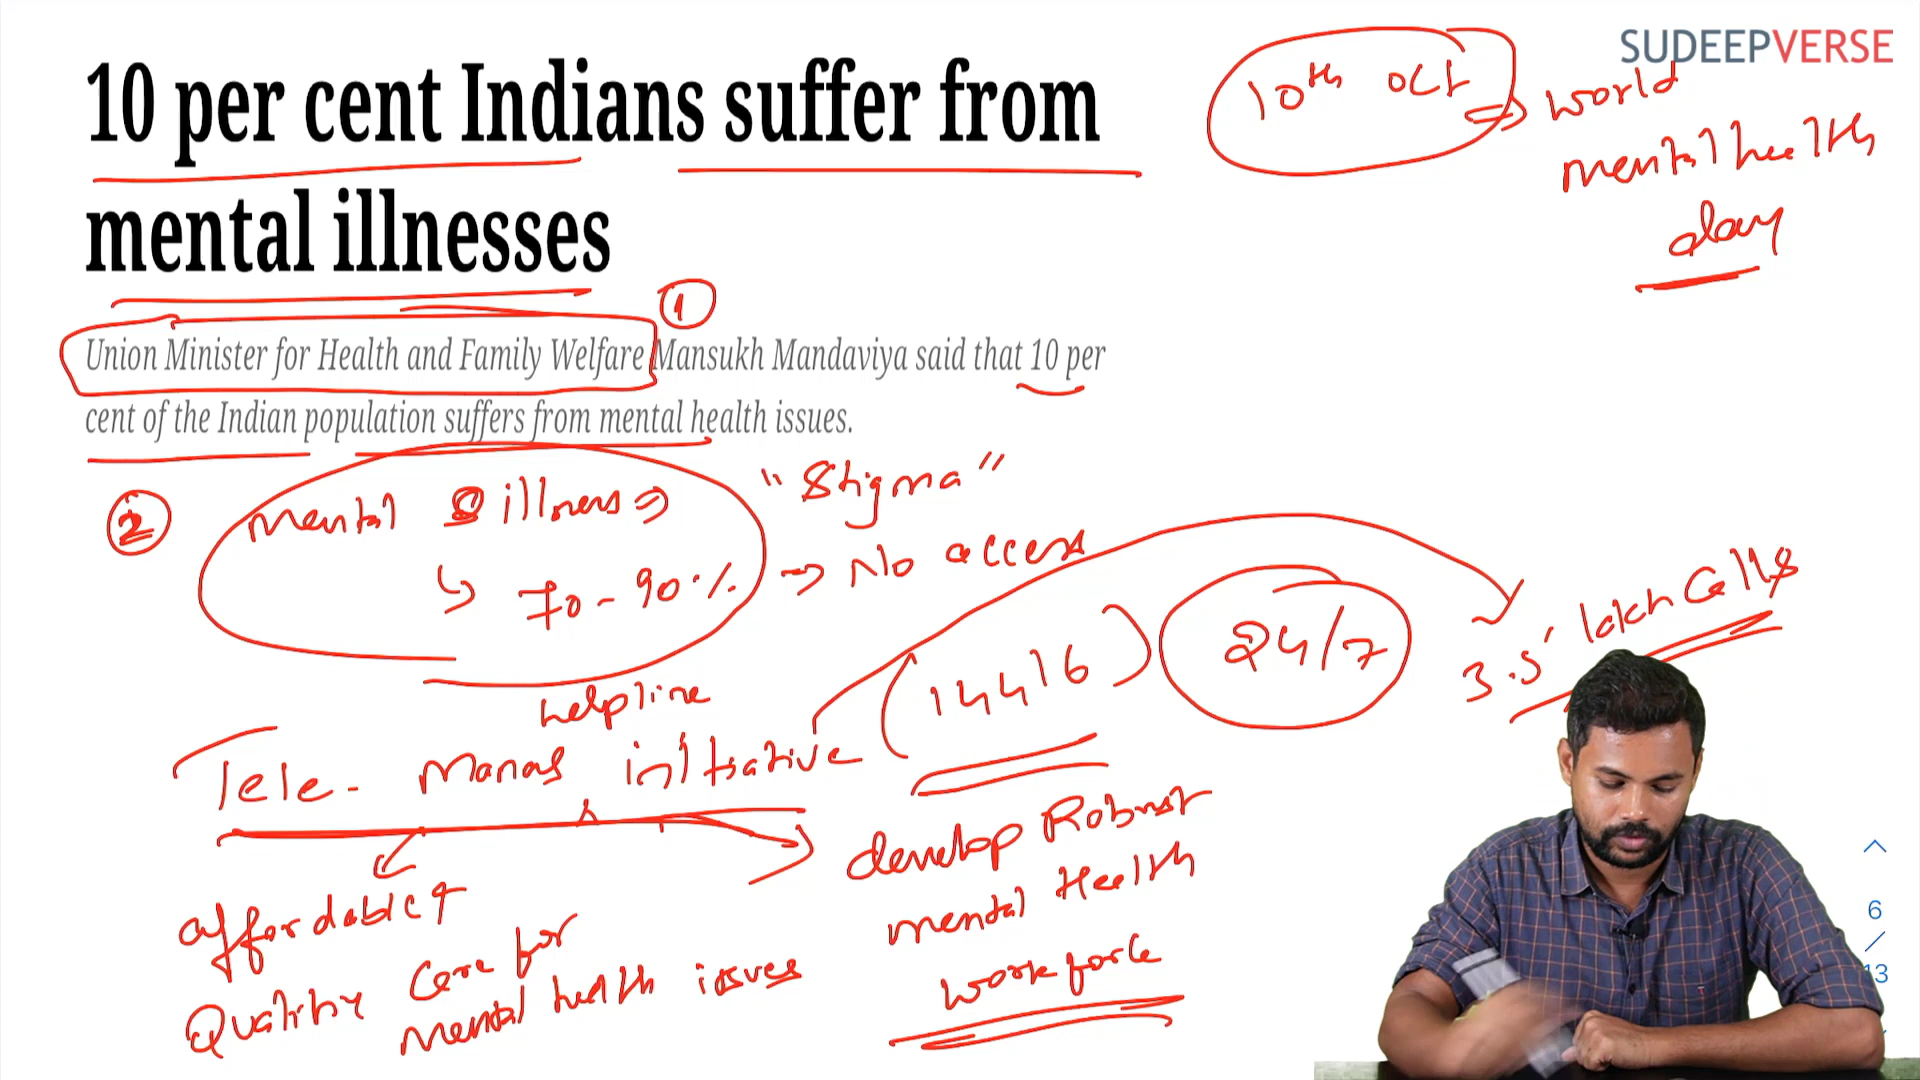 SUDEEPVERSE
10 per cent Indians suffer from
mental illnesses
10th oct ⇒ world
mental health
day
1
Union Minister for Health and Family Welfare Mansukh Mandaviya said that 10 per
cent of the Indian population suffers from mental health issues.
2
mental illness ⇒ "Stigma"
↳ 70-90% → No access
(14416) 24/7
3.5 lakh calls
helpline
Tele-Manas initiative
affordable &
Quality care for
mental health issues
develop Robust
mental Health
workforce
6
/
13